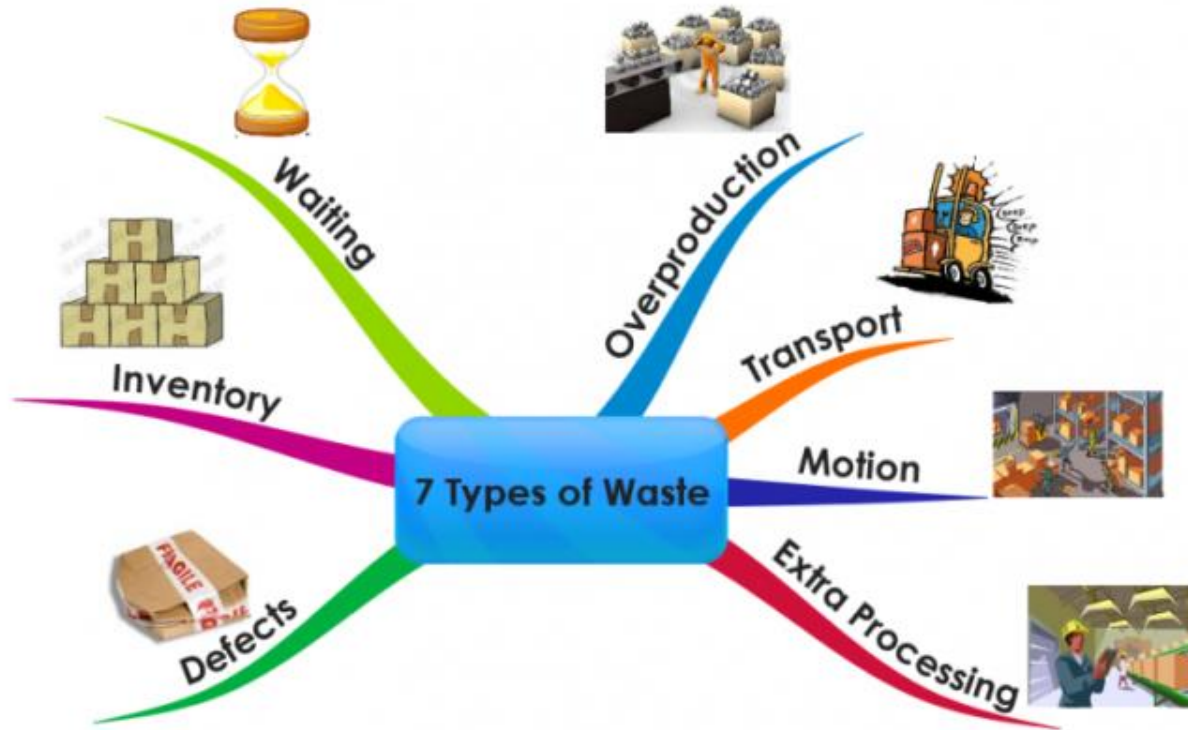 Waiting
Overproduction
Transport
Inventory
Motion
7 Types of Waste
Extra Processing
Defects
FRAGILE